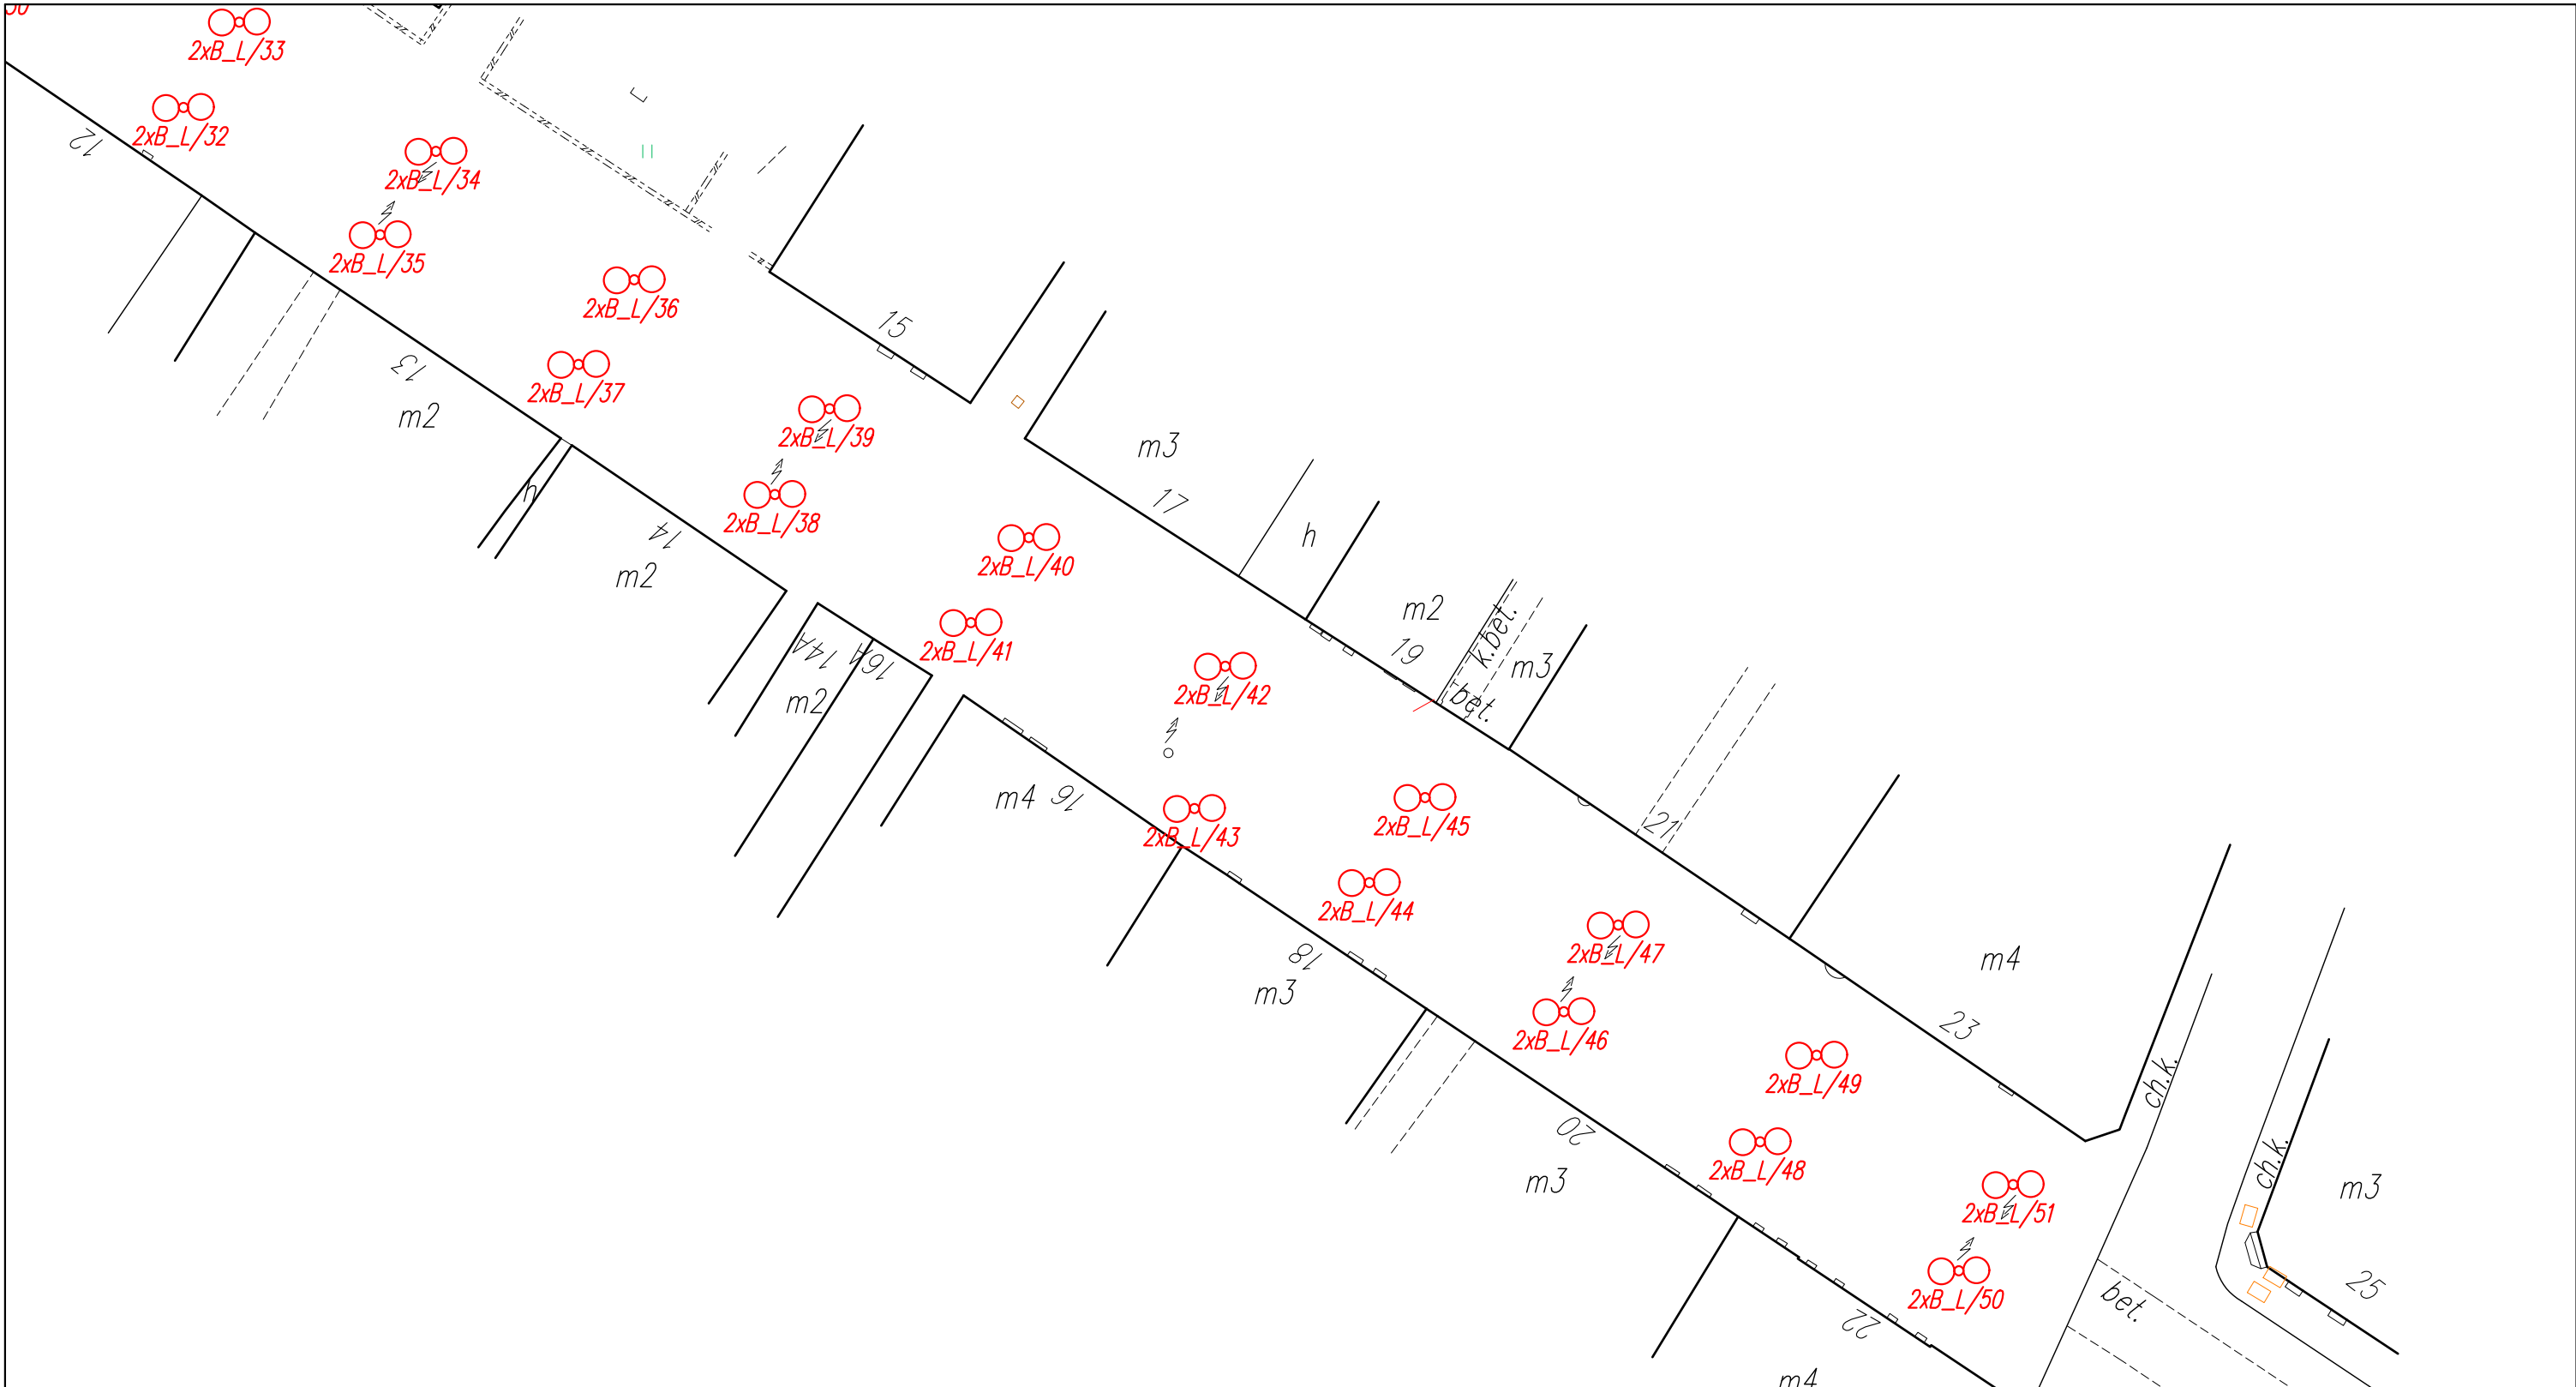 30
2xB_L/33
2xB_L/32
12
2xB_L/34
2xB_L/35
2xB_L/36
15
13
2xB_L/37
m2
2xB_L/39
m3
h
17
2xB_L/38
14
h
m2
2xB_L/40
m2
k.bet.
19
14A
16A
2xB_L/41
m3
m2
2xB_L/42
bet.
m4
16
2xB_L/43
2xB_L/45
21
2xB_L/44
18
m3
2xB_L/47
m4
2xB_L/46
23
2xB_L/49
ch.k.
20
m3
2xB_L/48
ch.k.
m3
2xB_L/51
25
2xB_L/50
bet.
22
m4